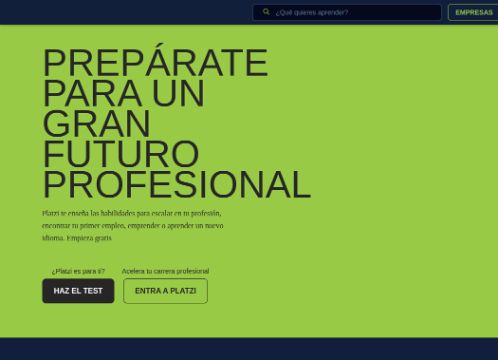 ¿Qué quieres aprender?
EMPRESAS
PREPÁRATE
PARA UN
GRAN
FUTURO
PROFESIONAL
Platzi te enseña las habilidades para escalar en tu profesión,
encontrar tu primer empleo, emprender o aprender un nuevo
idioma. Empieza gratis
¿Platzi es para ti?
Acelera tu carrera profesional
HAZ EL TEST
ENTRA A PLATZI